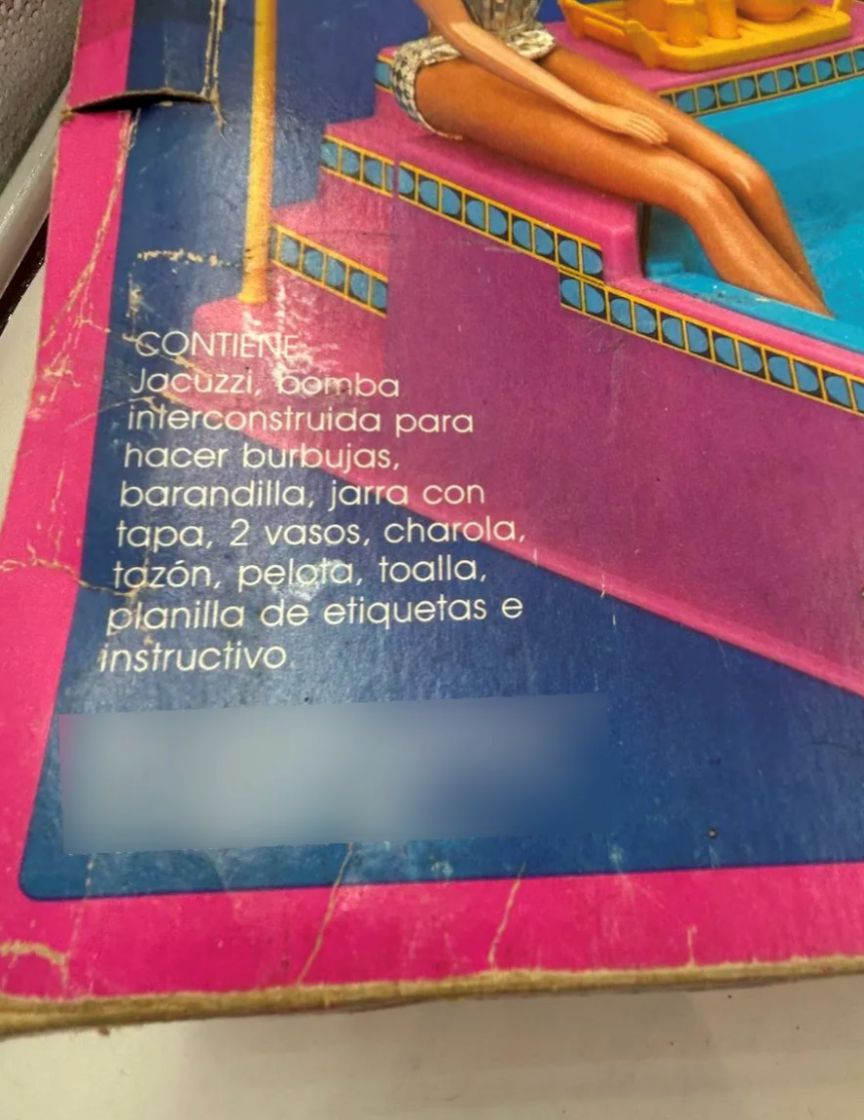 CONTIENE:
Jacuzzi, bomba
interconstruida para
hacer burbujas,
barandilla, jarra con
tapa, 2 vasos, charola,
tazón, pelota, toalla,
planilla de etiquetas e
instructivo.